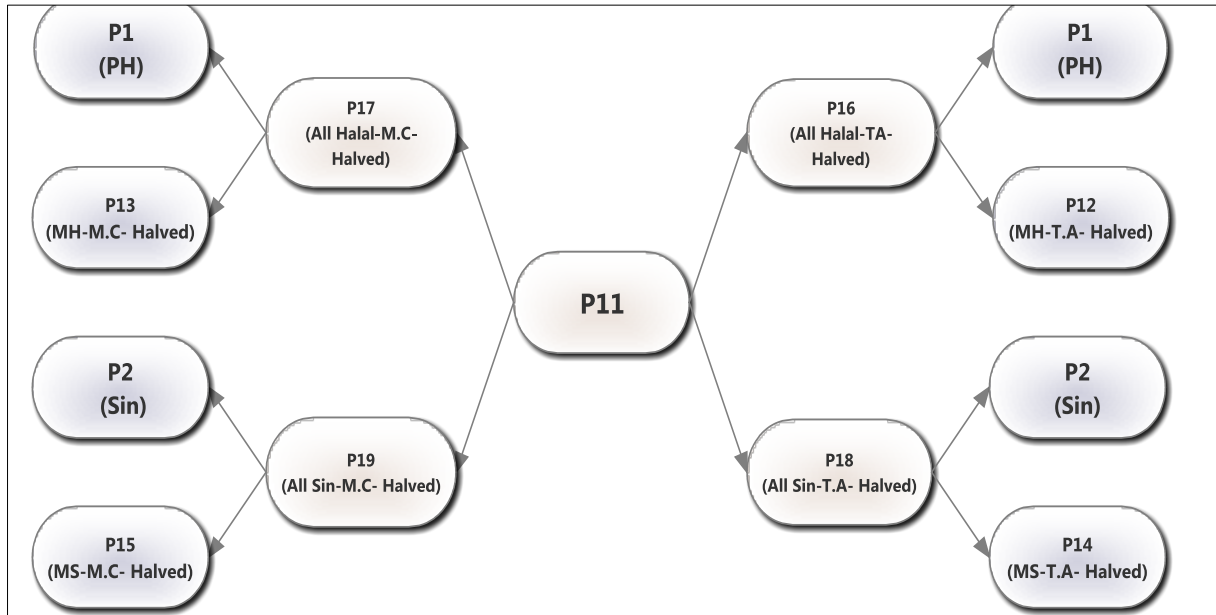 P1
(PH)
P17
(All Halal-M.C-
Halved)
P13
(MH-M.C- Halved)
P2
(Sin)
P19
(All Sin-M.C- Halved)
P15
(MS-M.C- Halved)
P11
P1
(PH)
P16
(All Halal-TA-
Halved)
P12
(MH-T.A- Halved)
P2
(Sin)
P18
(All Sin-T.A- Halved)
P14
(MS-T.A- Halved)